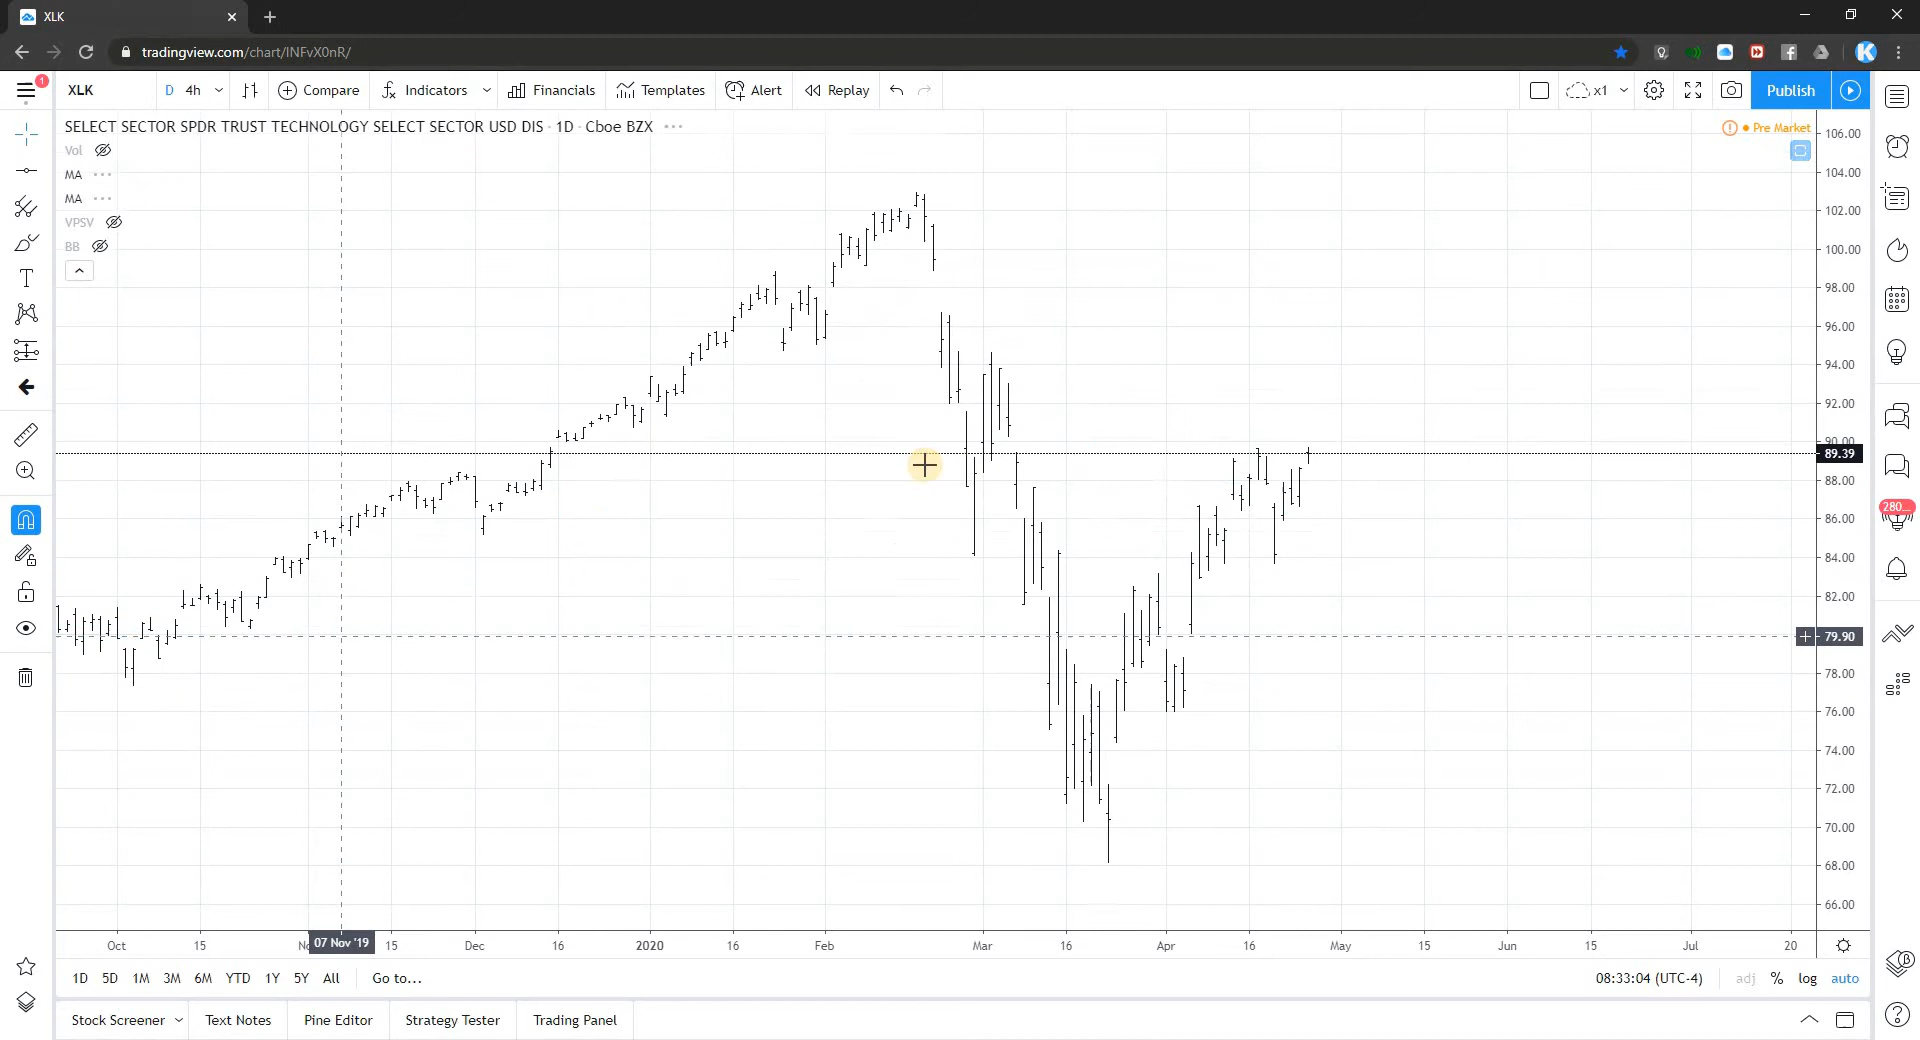 XLK
tradingview.com/chart/INFvX0nR/
1
XLK D 4h Compare Indicators Financials Templates Alert Replay x1 Publish
SELECT SECTOR SPDR TRUST TECHNOLOGY SELECT SECTOR USD DIS · 1D · Cboe BZX
Pre Market
Vol
MA
MA
VPSV
BB
106.00
104.00
102.00
100.00
98.00
96.00
94.00
92.00
90.00
89.39
88.00
86.00
84.00
82.00
79.90
78.00
76.00
74.00
72.00
70.00
68.00
66.00
280...
Oct 15 07 Nov '19 15 Dec 16 2020 16 Feb Mar 16 Apr 16 May 15 Jun 15 Jul 20
1D 5D 1M 3M 6M YTD 1Y 5Y All Go to... 08:33:04 (UTC-4) adj % log auto
Stock Screener Text Notes Pine Editor Strategy Tester Trading Panel